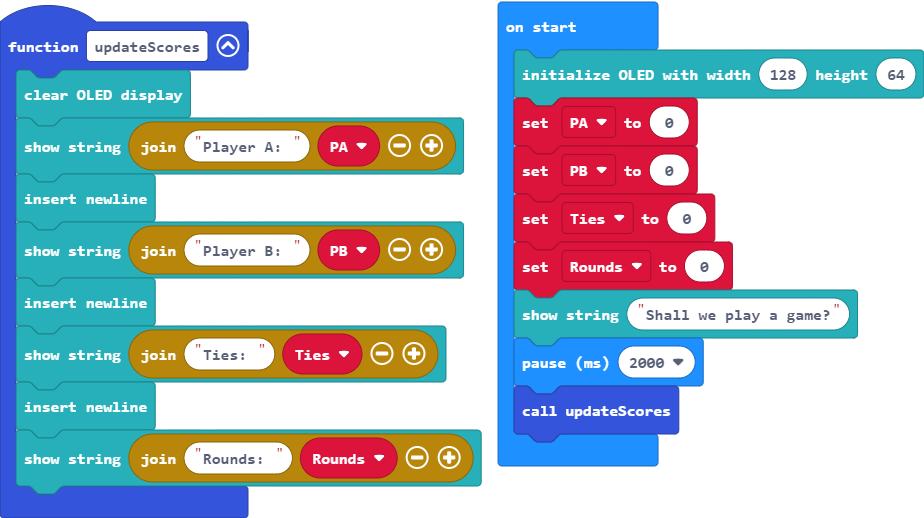 function updateScores
clear OLED display
show string join "Player A: " PA
insert newline
show string join "Player B: " PB
insert newline
show string join "Ties: " Ties
insert newline
show string join "Rounds: " Rounds
on start
initialize OLED with width 128 height 64
set PA to 0
set PB to 0
set Ties to 0
set Rounds to 0
show string "Shall we play a game?"
pause (ms) 2000
call updateScores